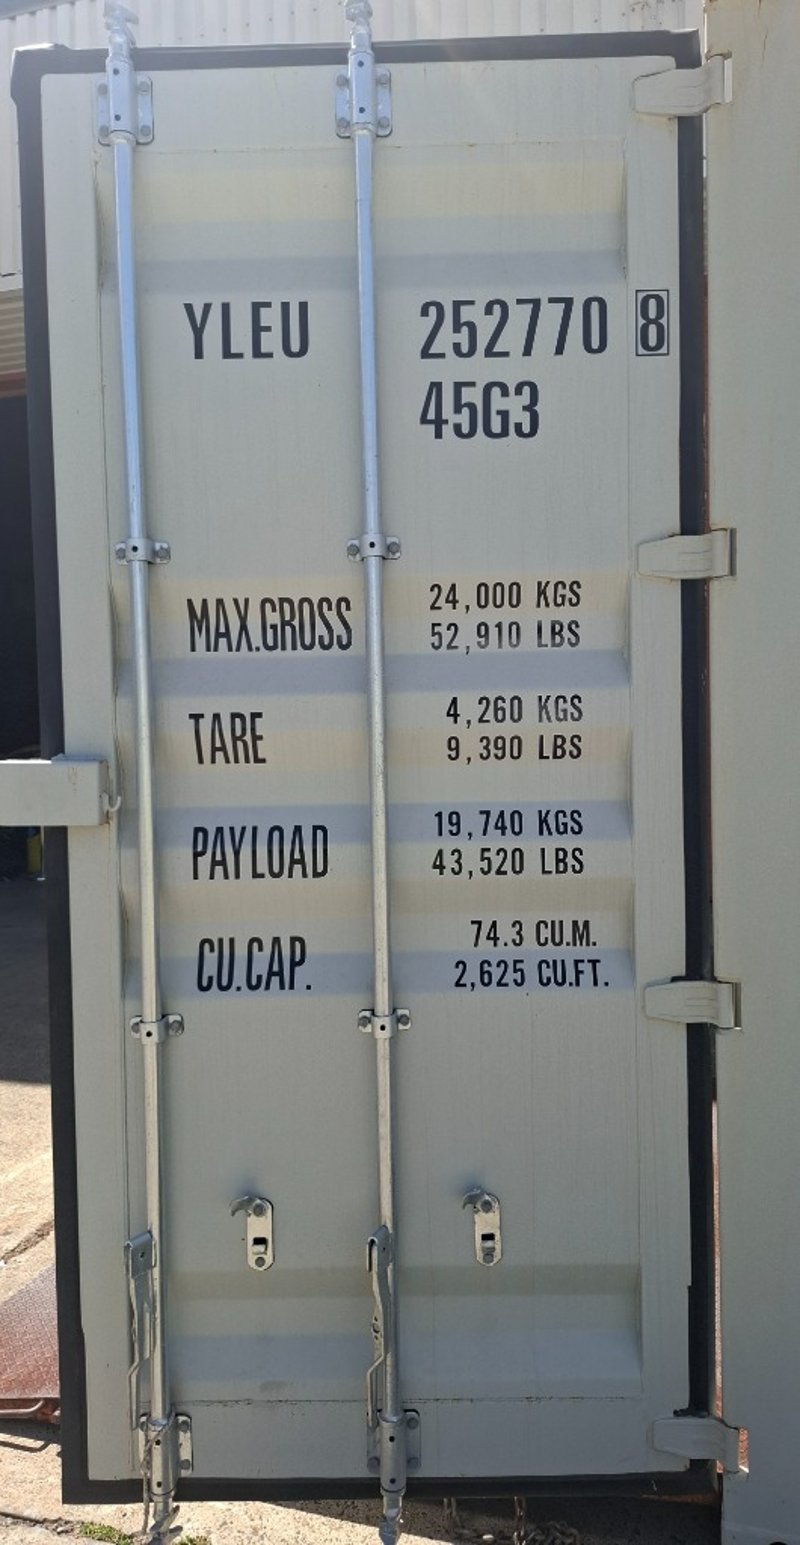 YLEU 252770 8
45G3
MAX.GROSS 24,000 KGS
52,910 LBS
TARE 4,260 KGS
9,390 LBS
PAYLOAD 19,740 KGS
43,520 LBS
CU.CAP. 74.3 CU.M.
2,625 CU.FT.